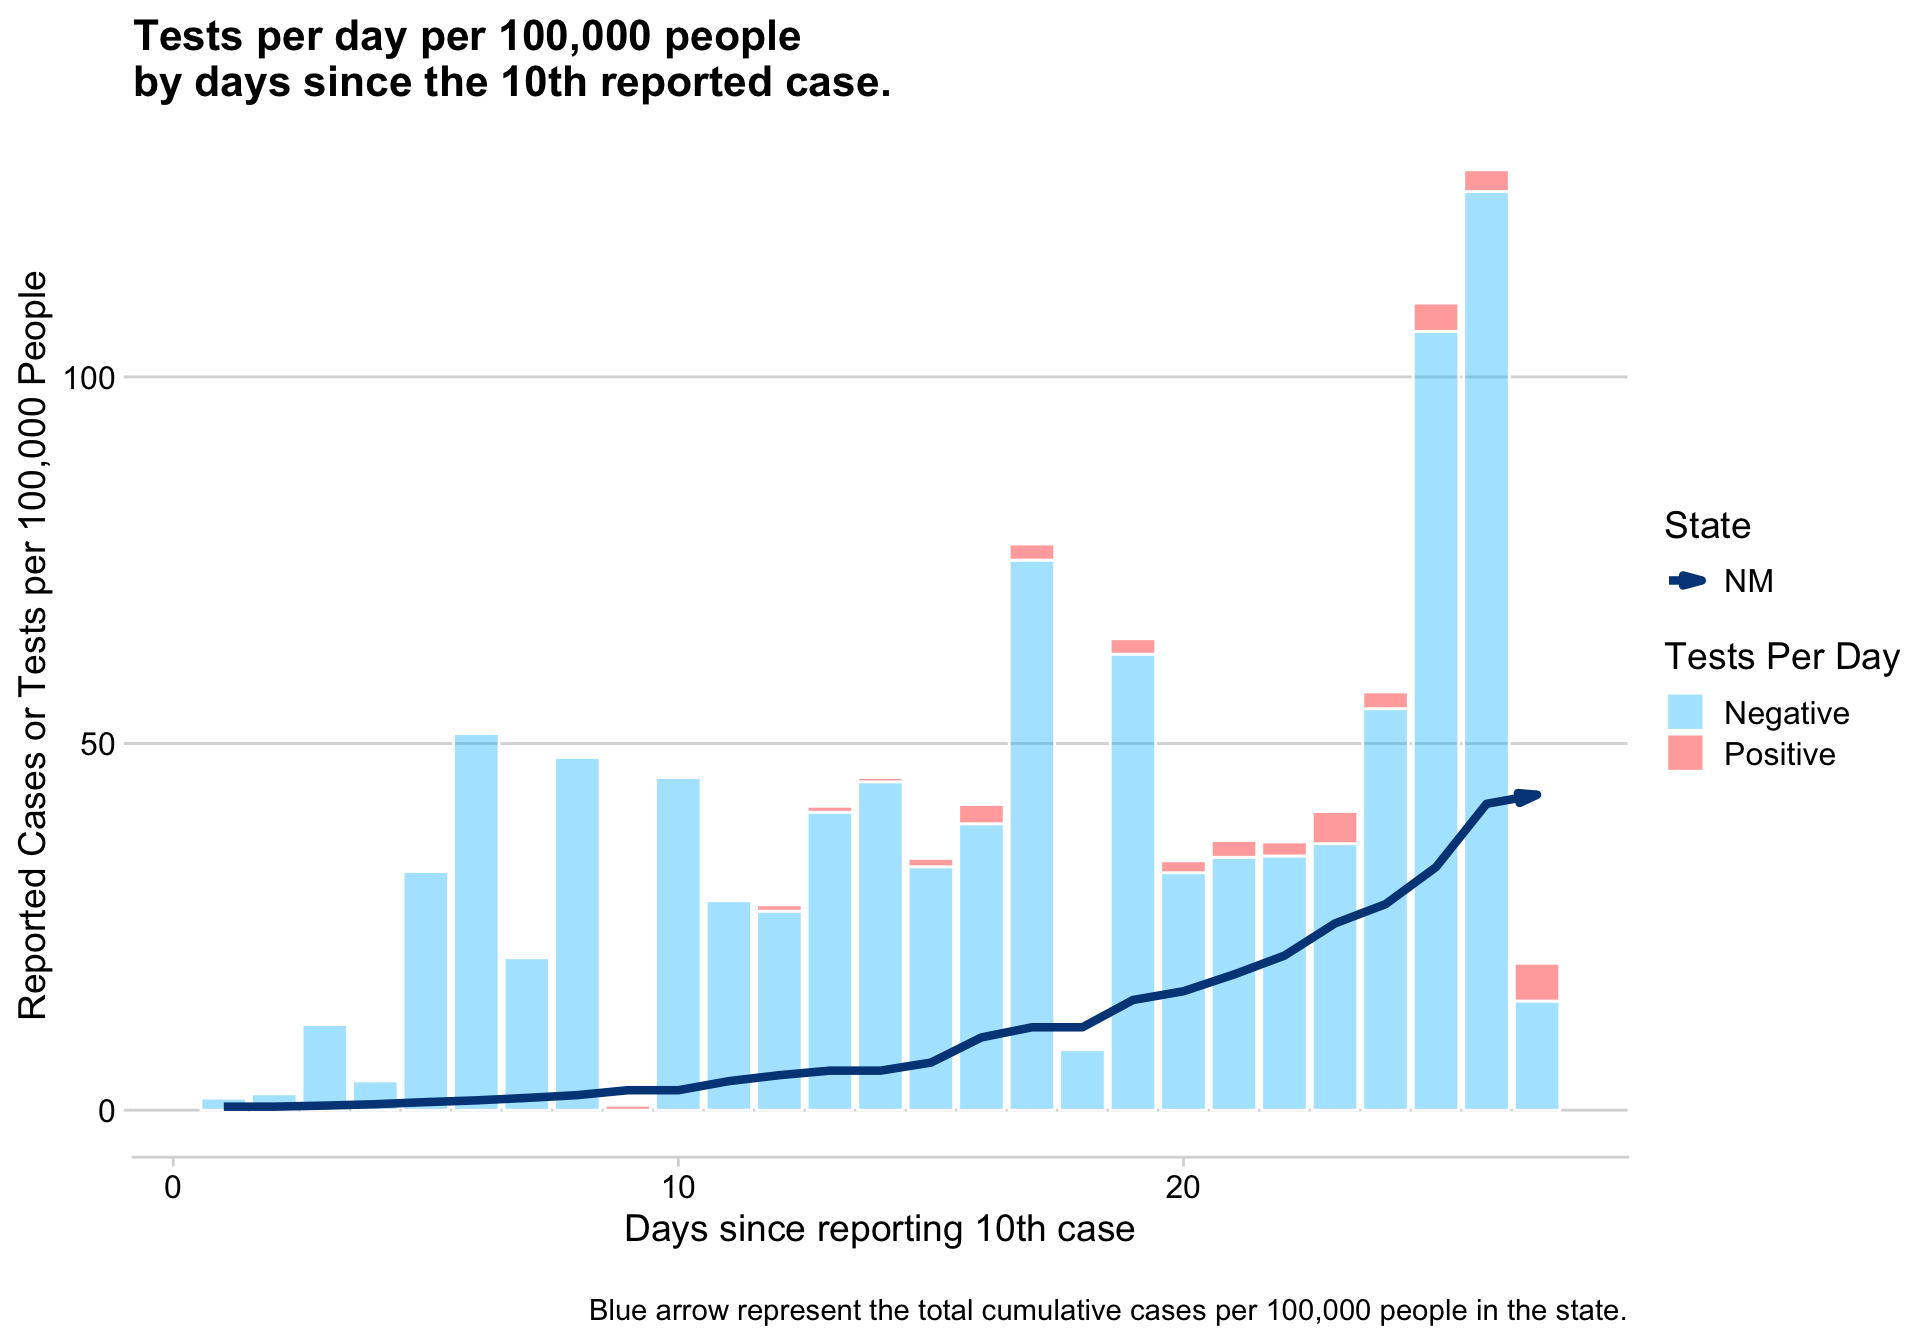 Tests per day per 100,000 people
by days since the 10th reported case.
Reported Cases or Tests per 100,000 People
100
50
0
0
10
20
Days since reporting 10th case
State
NM
Tests Per Day
Negative
Positive
Blue arrow represent the total cumulative cases per 100,000 people in the state.